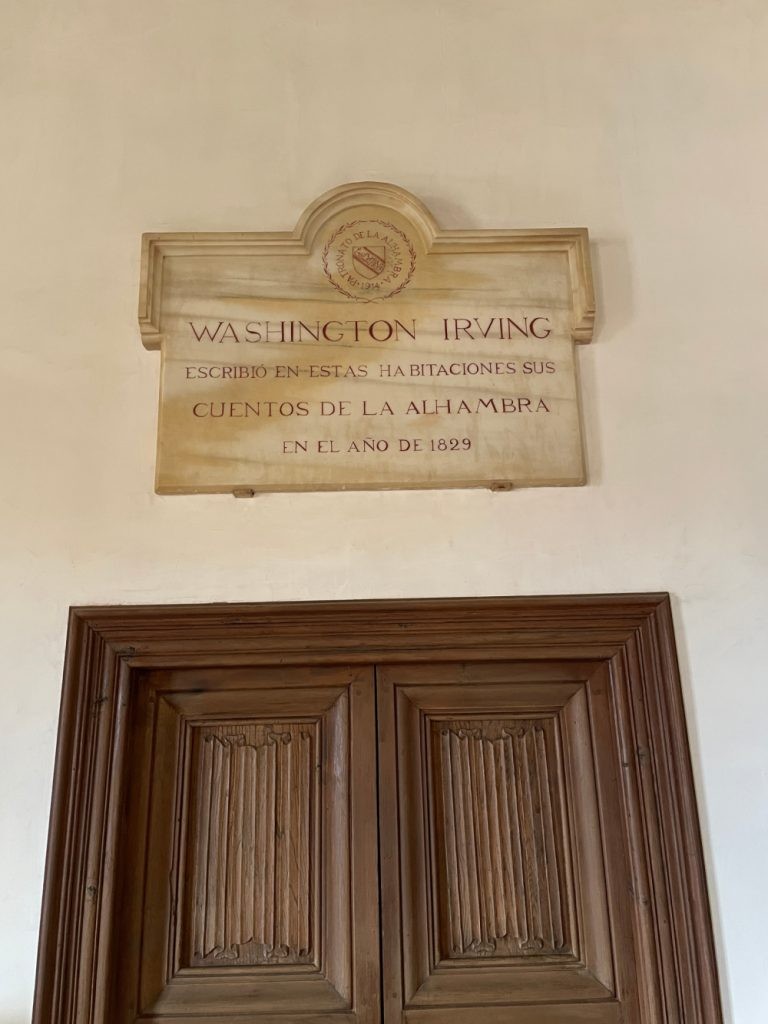 PATRONATO DE LA ALHAMBRA
· 1914 ·
WASHINGTON IRVING
ESCRIBIÓ EN ESTAS HABITACIONES SUS
CUENTOS DE LA ALHAMBRA
EN EL AÑO DE 1829